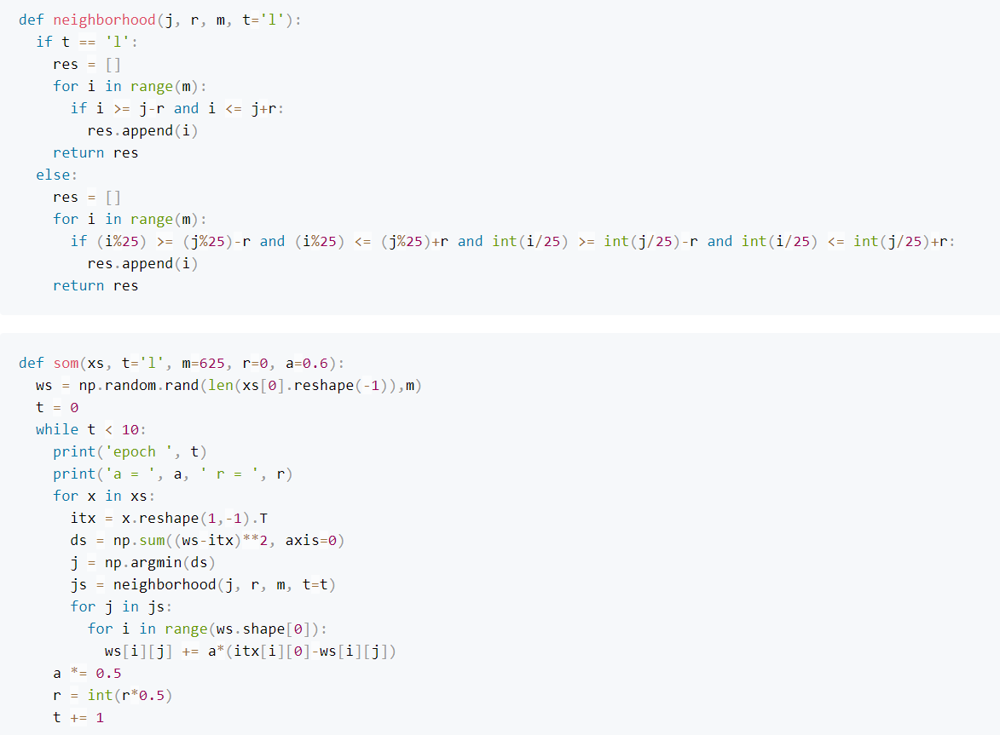 def neighborhood(j, r, m, t='l'):
  if t == 'l':
    res = []
    for i in range(m):
      if i >= j-r and i <= j+r:
        res.append(i)
    return res
  else:
    res = []
    for i in range(m):
      if (i%25) >= (j%25)-r and (i%25) <= (j%25)+r and int(i/25) >= int(j/25)-r and int(i/25) <= int(j/25)+r:
        res.append(i)
    return res
def som(xs, t='l', m=625, r=0, a=0.6):
  ws = np.random.rand(len(xs[0].reshape(-1)),m)
  t = 0
  while t < 10:
    print('epoch ', t)
    print('a = ', a, ' r = ', r)
    for x in xs:
      itx = x.reshape(1,-1).T
      ds = np.sum((ws-itx)**2, axis=0)
      j = np.argmin(ds)
      js = neighborhood(j, r, m, t=t)
      for j in js:
        for i in range(ws.shape[0]):
          ws[i][j] += a*(itx[i][0]-ws[i][j])
    a *= 0.5
    r = int(r*0.5)
    t += 1